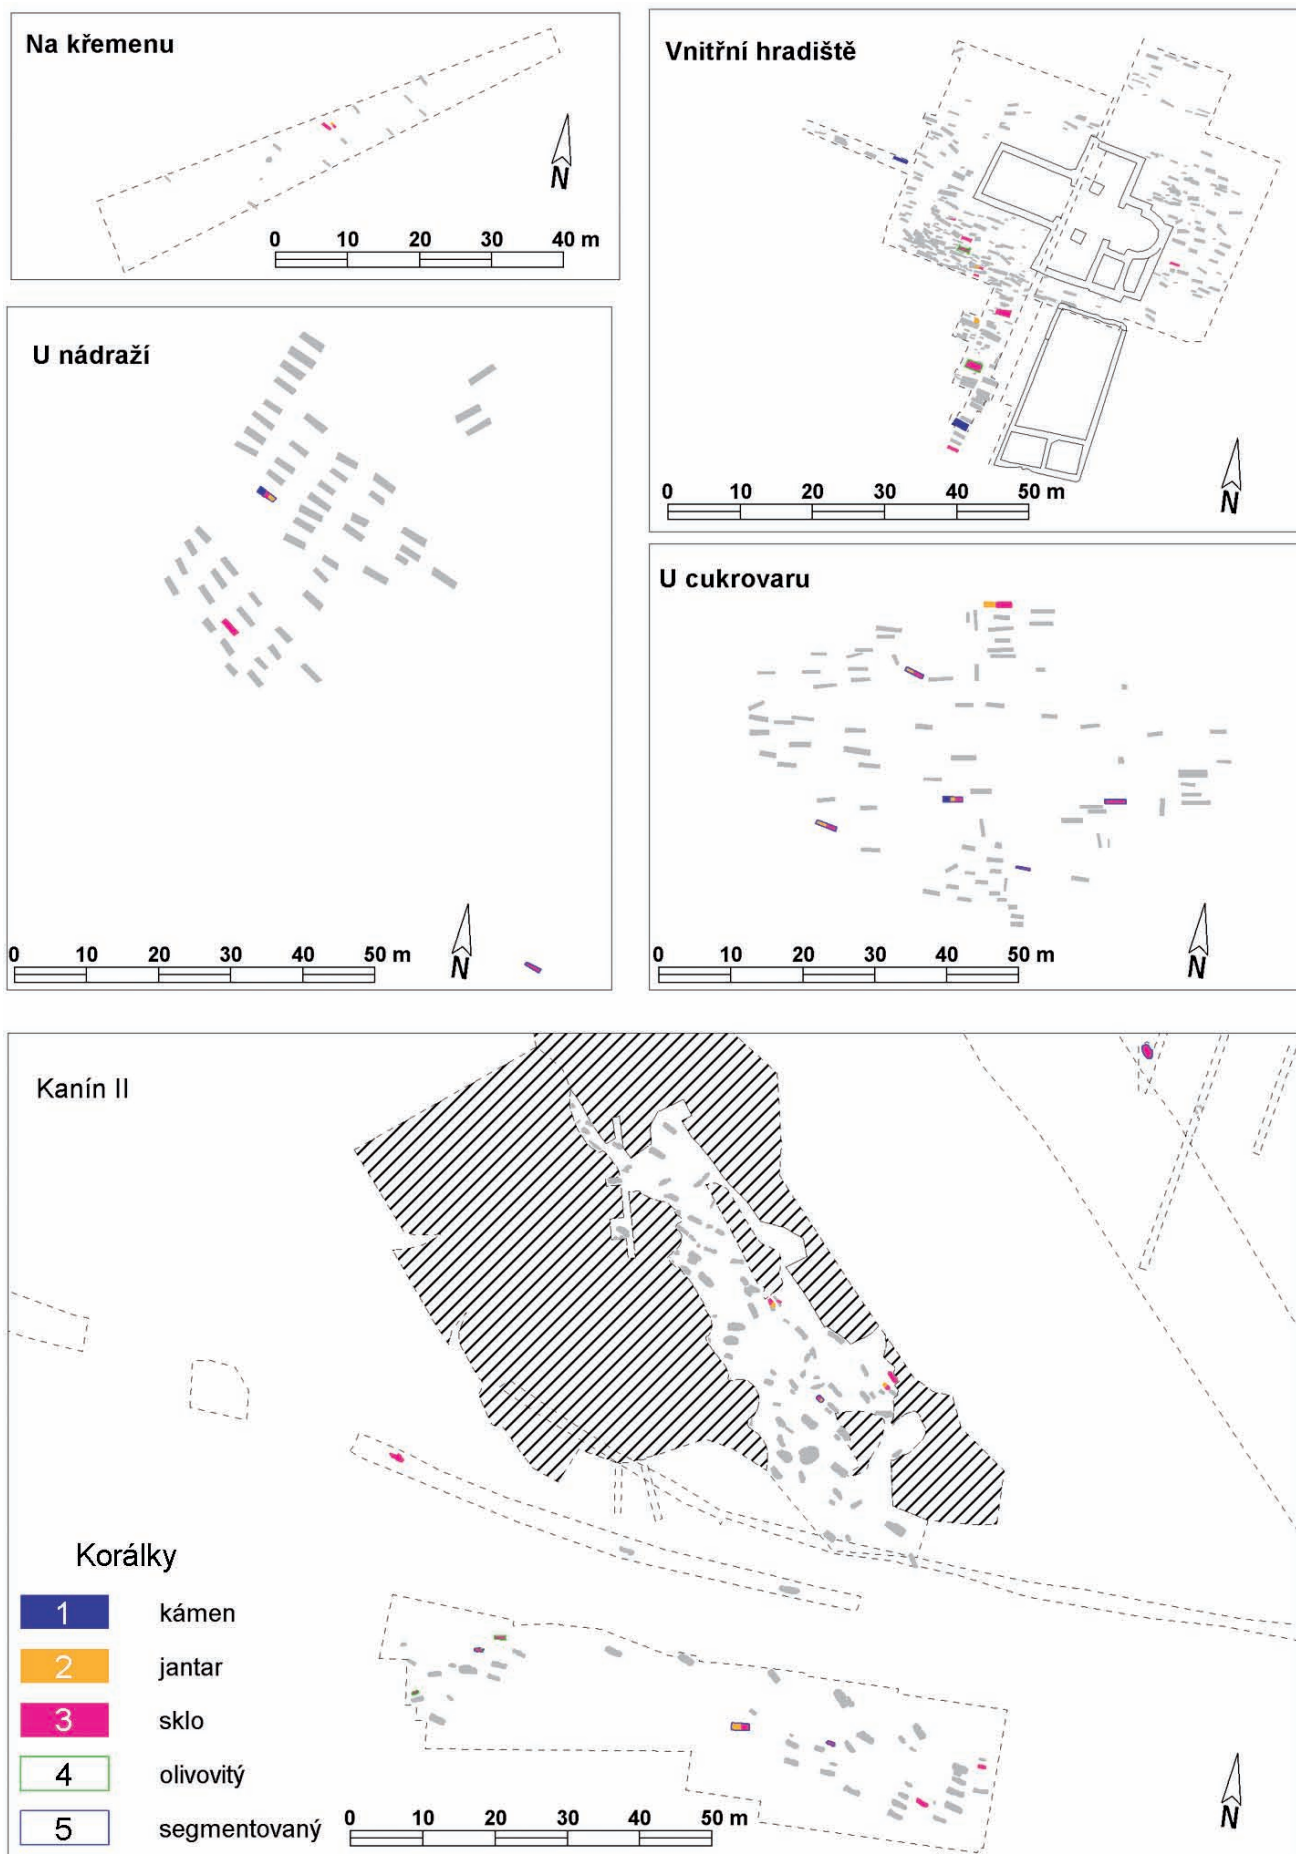 Na křemenu
N
0 10 20 30 40 m
Vnitřní hradiště
N
0 10 20 30 40 50 m
U nádraží
N
0 10 20 30 40 50 m
U cukrovaru
N
0 10 20 30 40 50 m
Kanín II
Korálky
1 kámen
2 jantar
3 sklo
4 olivovitý
5 segmentovaný
0 10 20 30 40 50 m
N